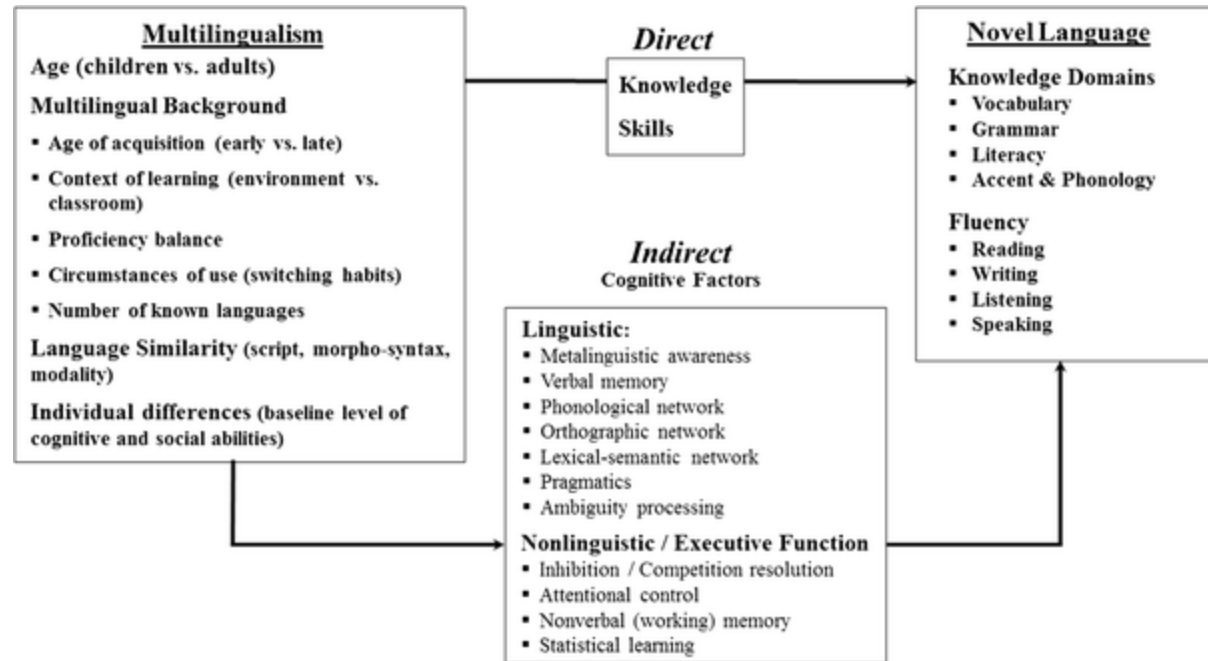 Multilingualism
Age (children vs. adults)
Multilingual Background
▪ Age of acquisition (early vs. late)
▪ Context of learning (environment vs.
classroom)
▪ Proficiency balance
▪ Circumstances of use (switching habits)
▪ Number of known languages
Language Similarity (script, morpho-syntax,
modality)
Individual differences (baseline level of
cognitive and social abilities)
Direct
Knowledge
Skills
Indirect
Cognitive Factors
Linguistic:
▪ Metalinguistic awareness
▪ Verbal memory
▪ Phonological network
▪ Orthographic network
▪ Lexical-semantic network
▪ Pragmatics
▪ Ambiguity processing
Nonlinguistic / Executive Function
▪ Inhibition / Competition resolution
▪ Attentional control
▪ Nonverbal (working) memory
▪ Statistical learning
Novel Language
Knowledge Domains
▪ Vocabulary
▪ Grammar
▪ Literacy
▪ Accent & Phonology
Fluency
▪ Reading
▪ Writing
▪ Listening
▪ Speaking